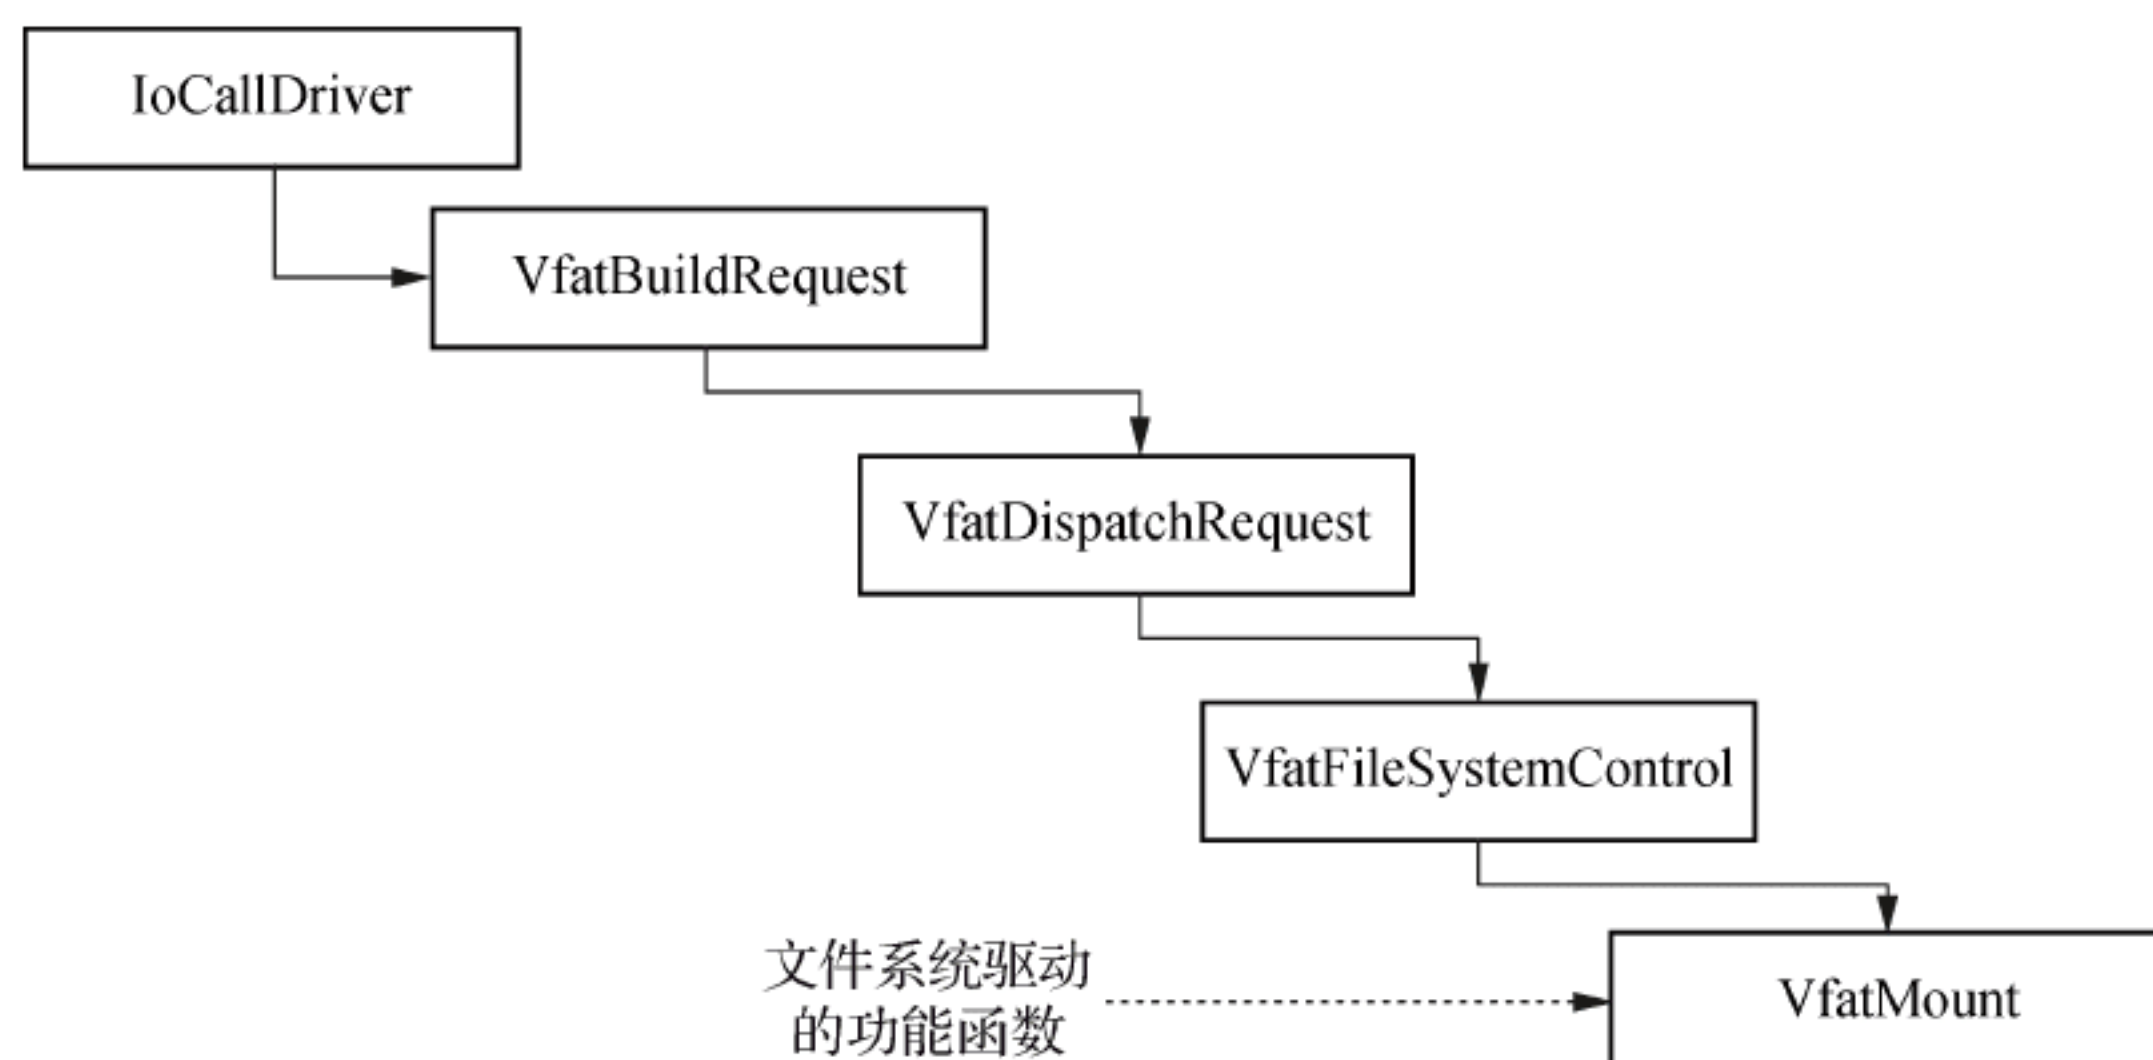 IoCallDriver
VfatBuildRequest
VfatDispatchRequest
VfatFileSystemControl
文件系统驱动
的功能函数
VfatMount